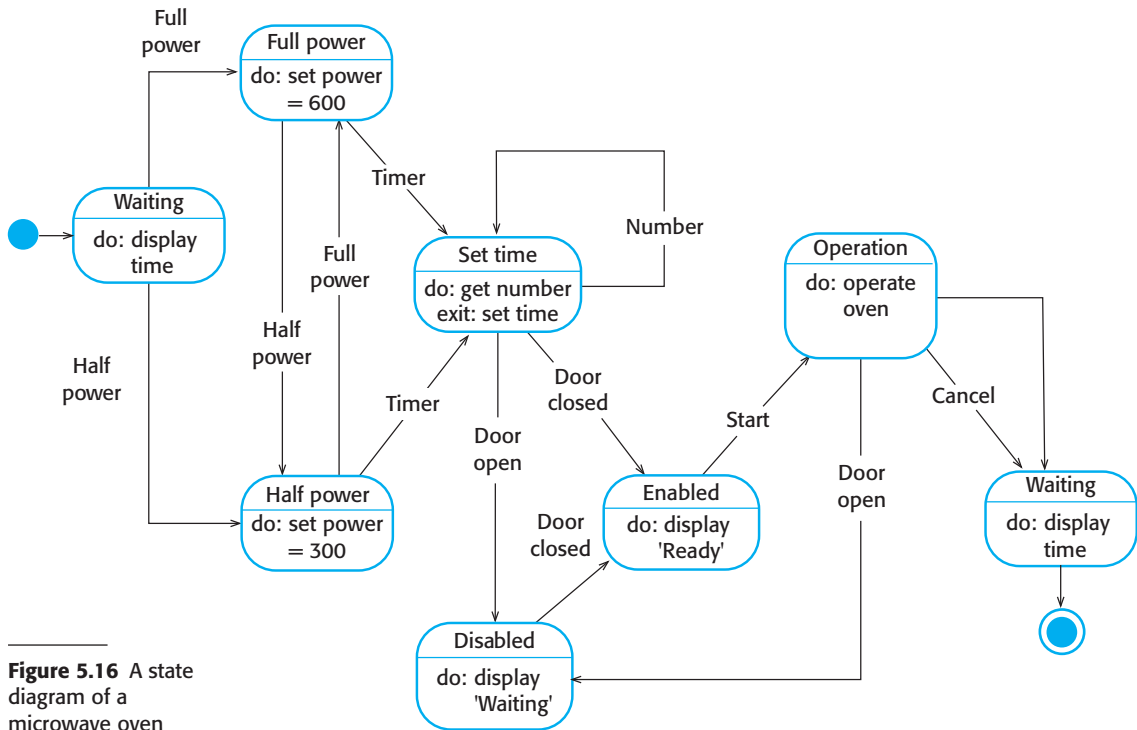 Full
power
Full power
do: set power
= 600
Timer
Waiting
do: display
time
Full
power
Half
power
Half
power
Timer
Half power
do: set power
= 300
Set time
do: get number
exit: set time
Number
Door
open
Door
closed
Door
closed
Enabled
do: display
'Ready'
Start
Operation
do: operate
oven
Cancel
Door
open
Waiting
do: display
time
Disabled
do: display
'Waiting'
Figure 5.16 A state
diagram of a
microwave oven